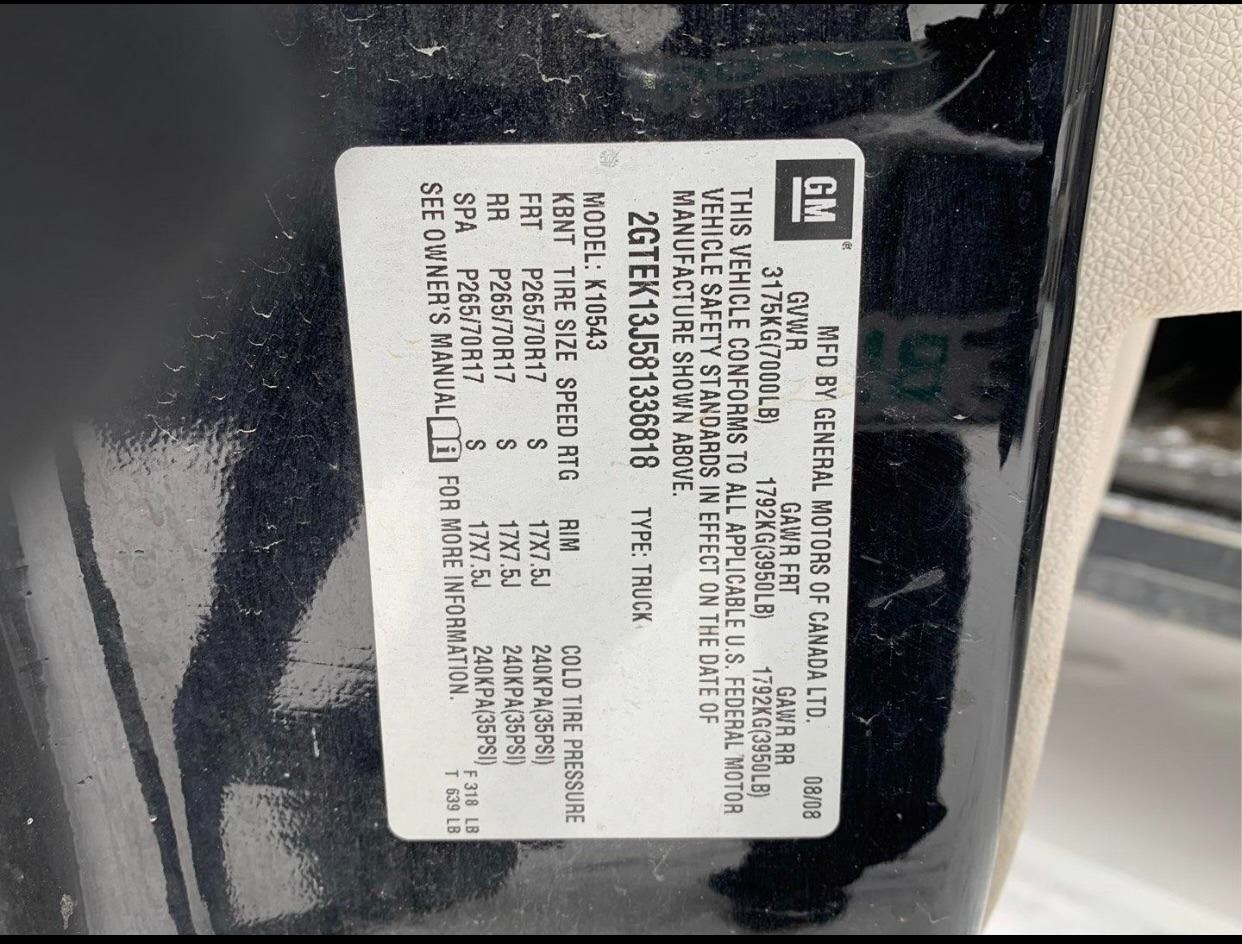 GM
MFD BY GENERAL MOTORS OF CANADA LTD. 08/08
GVWR GAWR FRT GAWR RR
3175KG(7000LB) 1792KG(3950LB) 1792KG(3950LB)
THIS VEHICLE CONFORMS TO ALL APPLICABLE U.S. FEDERAL MOTOR
VEHICLE SAFETY STANDARDS IN EFFECT ON THE DATE OF
MANUFACTURE SHOWN ABOVE.
2GTEK13J581336818 TYPE: TRUCK
MODEL: K10543
KBNT TIRE SIZE SPEED RTG RIM COLD TIRE PRESSURE
FRT P265/70R17 S 17X7.5J 240KPA(35PSI)
RR P265/70R17 S 17X7.5J 240KPA(35PSI)
SPA P265/70R17 S 17X7.5J 240KPA(35PSI) F 318 LB
SEE OWNER'S MANUAL i FOR MORE INFORMATION. T 639 LB